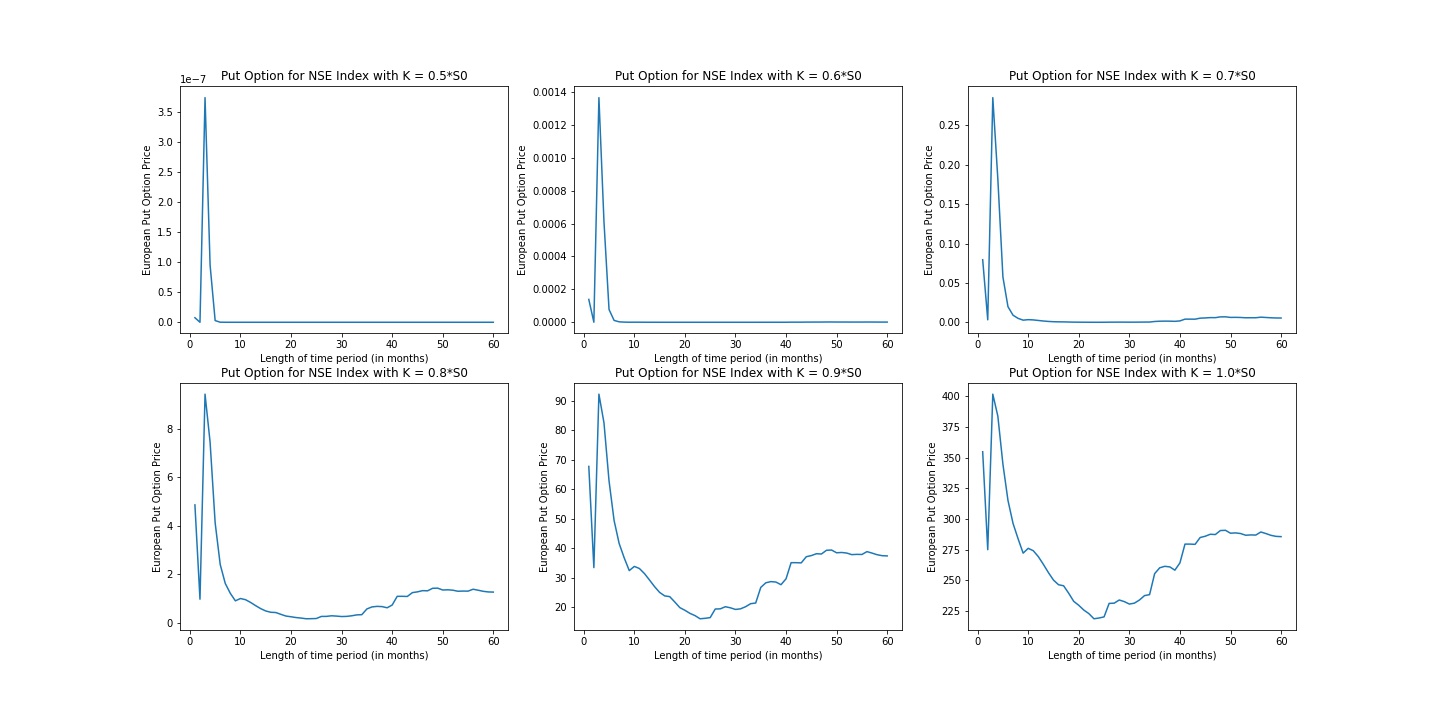 Put Option for NSE Index with K = 0.5*S0
1e−7
3.5
3.0
2.5
2.0
1.5
1.0
0.5
0.0
European Put Option Price
0 10 20 30 40 50 60
Length of time period (in months)
Put Option for NSE Index with K = 0.6*S0
0.0014
0.0012
0.0010
0.0008
0.0006
0.0004
0.0002
0.0000
European Put Option Price
0 10 20 30 40 50 60
Length of time period (in months)
Put Option for NSE Index with K = 0.7*S0
0.25
0.20
0.15
0.10
0.05
0.00
European Put Option Price
0 10 20 30 40 50 60
Length of time period (in months)
Put Option for NSE Index with K = 0.8*S0
8
6
4
2
0
European Put Option Price
0 10 20 30 40 50 60
Length of time period (in months)
Put Option for NSE Index with K = 0.9*S0
90
80
70
60
50
40
30
20
European Put Option Price
0 10 20 30 40 50 60
Length of time period (in months)
Put Option for NSE Index with K = 1.0*S0
400
375
350
325
300
275
250
225
European Put Option Price
0 10 20 30 40 50 60
Length of time period (in months)